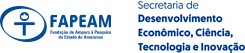 FAPEAM
Fundação de Amparo à Pesquisa
do Estado do Amazonas
Secretaria de
Desenvolvimento
Econômico, Ciência,
Tecnologia e Inovação